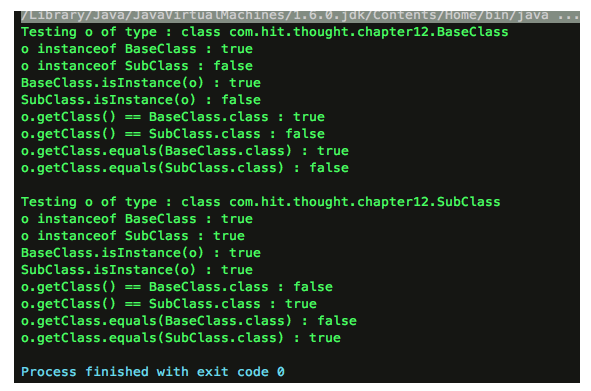 /Library/Java/JavaVirtualMachines/1.6.0.jdk/Contents/Home/bin/java ...
Testing o of type : class com.hit.thought.chapter12.BaseClass
o instanceof BaseClass : true
o instanceof SubClass : false
BaseClass.isInstance(o) : true
SubClass.isInstance(o) : false
o.getClass() == BaseClass.class : true
o.getClass() == SubClass.class : false
o.getClass.equals(BaseClass.class) : true
o.getClass.equals(SubClass.class) : false
Testing o of type : class com.hit.thought.chapter12.SubClass
o instanceof BaseClass : true
o instanceof SubClass : true
BaseClass.isInstance(o) : true
SubClass.isInstance(o) : true
o.getClass() == BaseClass.class : false
o.getClass() == SubClass.class : true
o.getClass.equals(BaseClass.class) : false
o.getClass.equals(SubClass.class) : true
Process finished with exit code 0